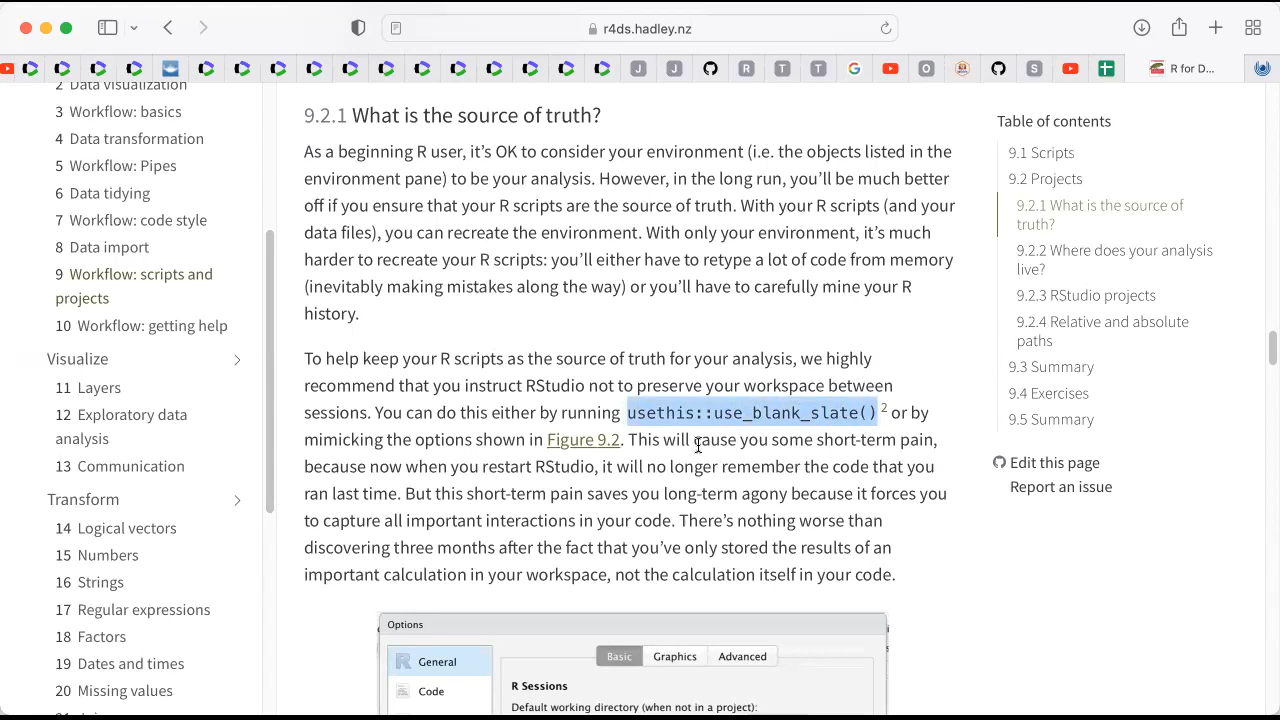 r4ds.hadley.nz
J
J
R
T
T
G
O
S
R for D...
2 Data visualization
3 Workflow: basics
4 Data transformation
5 Workflow: Pipes
6 Data tidying
7 Workflow: code style
8 Data import
9 Workflow: scripts and
projects
10 Workflow: getting help
Visualize
11 Layers
12 Exploratory data
analysis
13 Communication
Transform
14 Logical vectors
15 Numbers
16 Strings
17 Regular expressions
18 Factors
19 Dates and times
20 Missing values
9.2.1 What is the source of truth?
As a beginning R user, it’s OK to consider your environment (i.e. the objects listed in the
environment pane) to be your analysis. However, in the long run, you’ll be much better
off if you ensure that your R scripts are the source of truth. With your R scripts (and your
data files), you can recreate the environment. With only your environment, it’s much
harder to recreate your R scripts: you’ll either have to retype a lot of code from memory
(inevitably making mistakes along the way) or you’ll have to carefully mine your R
history.
To help keep your R scripts as the source of truth for your analysis, we highly
recommend that you instruct RStudio not to preserve your workspace between
sessions. You can do this either by running usethis::use_blank_slate() 2 or by
mimicking the options shown in Figure 9.2. This will cause you some short-term pain,
because now when you restart RStudio, it will no longer remember the code that you
ran last time. But this short-term pain saves you long-term agony because it forces you
to capture all important interactions in your code. There’s nothing worse than
discovering three months after the fact that you’ve only stored the results of an
important calculation in your workspace, not the calculation itself in your code.
Options
R General
Code
Basic Graphics Advanced
R Sessions
Default working directory (when not in a project):
Table of contents
9.1 Scripts
9.2 Projects
9.2.1 What is the source of
truth?
9.2.2 Where does your analysis
live?
9.2.3 RStudio projects
9.2.4 Relative and absolute
paths
9.3 Summary
9.4 Exercises
9.5 Summary
Edit this page
Report an issue